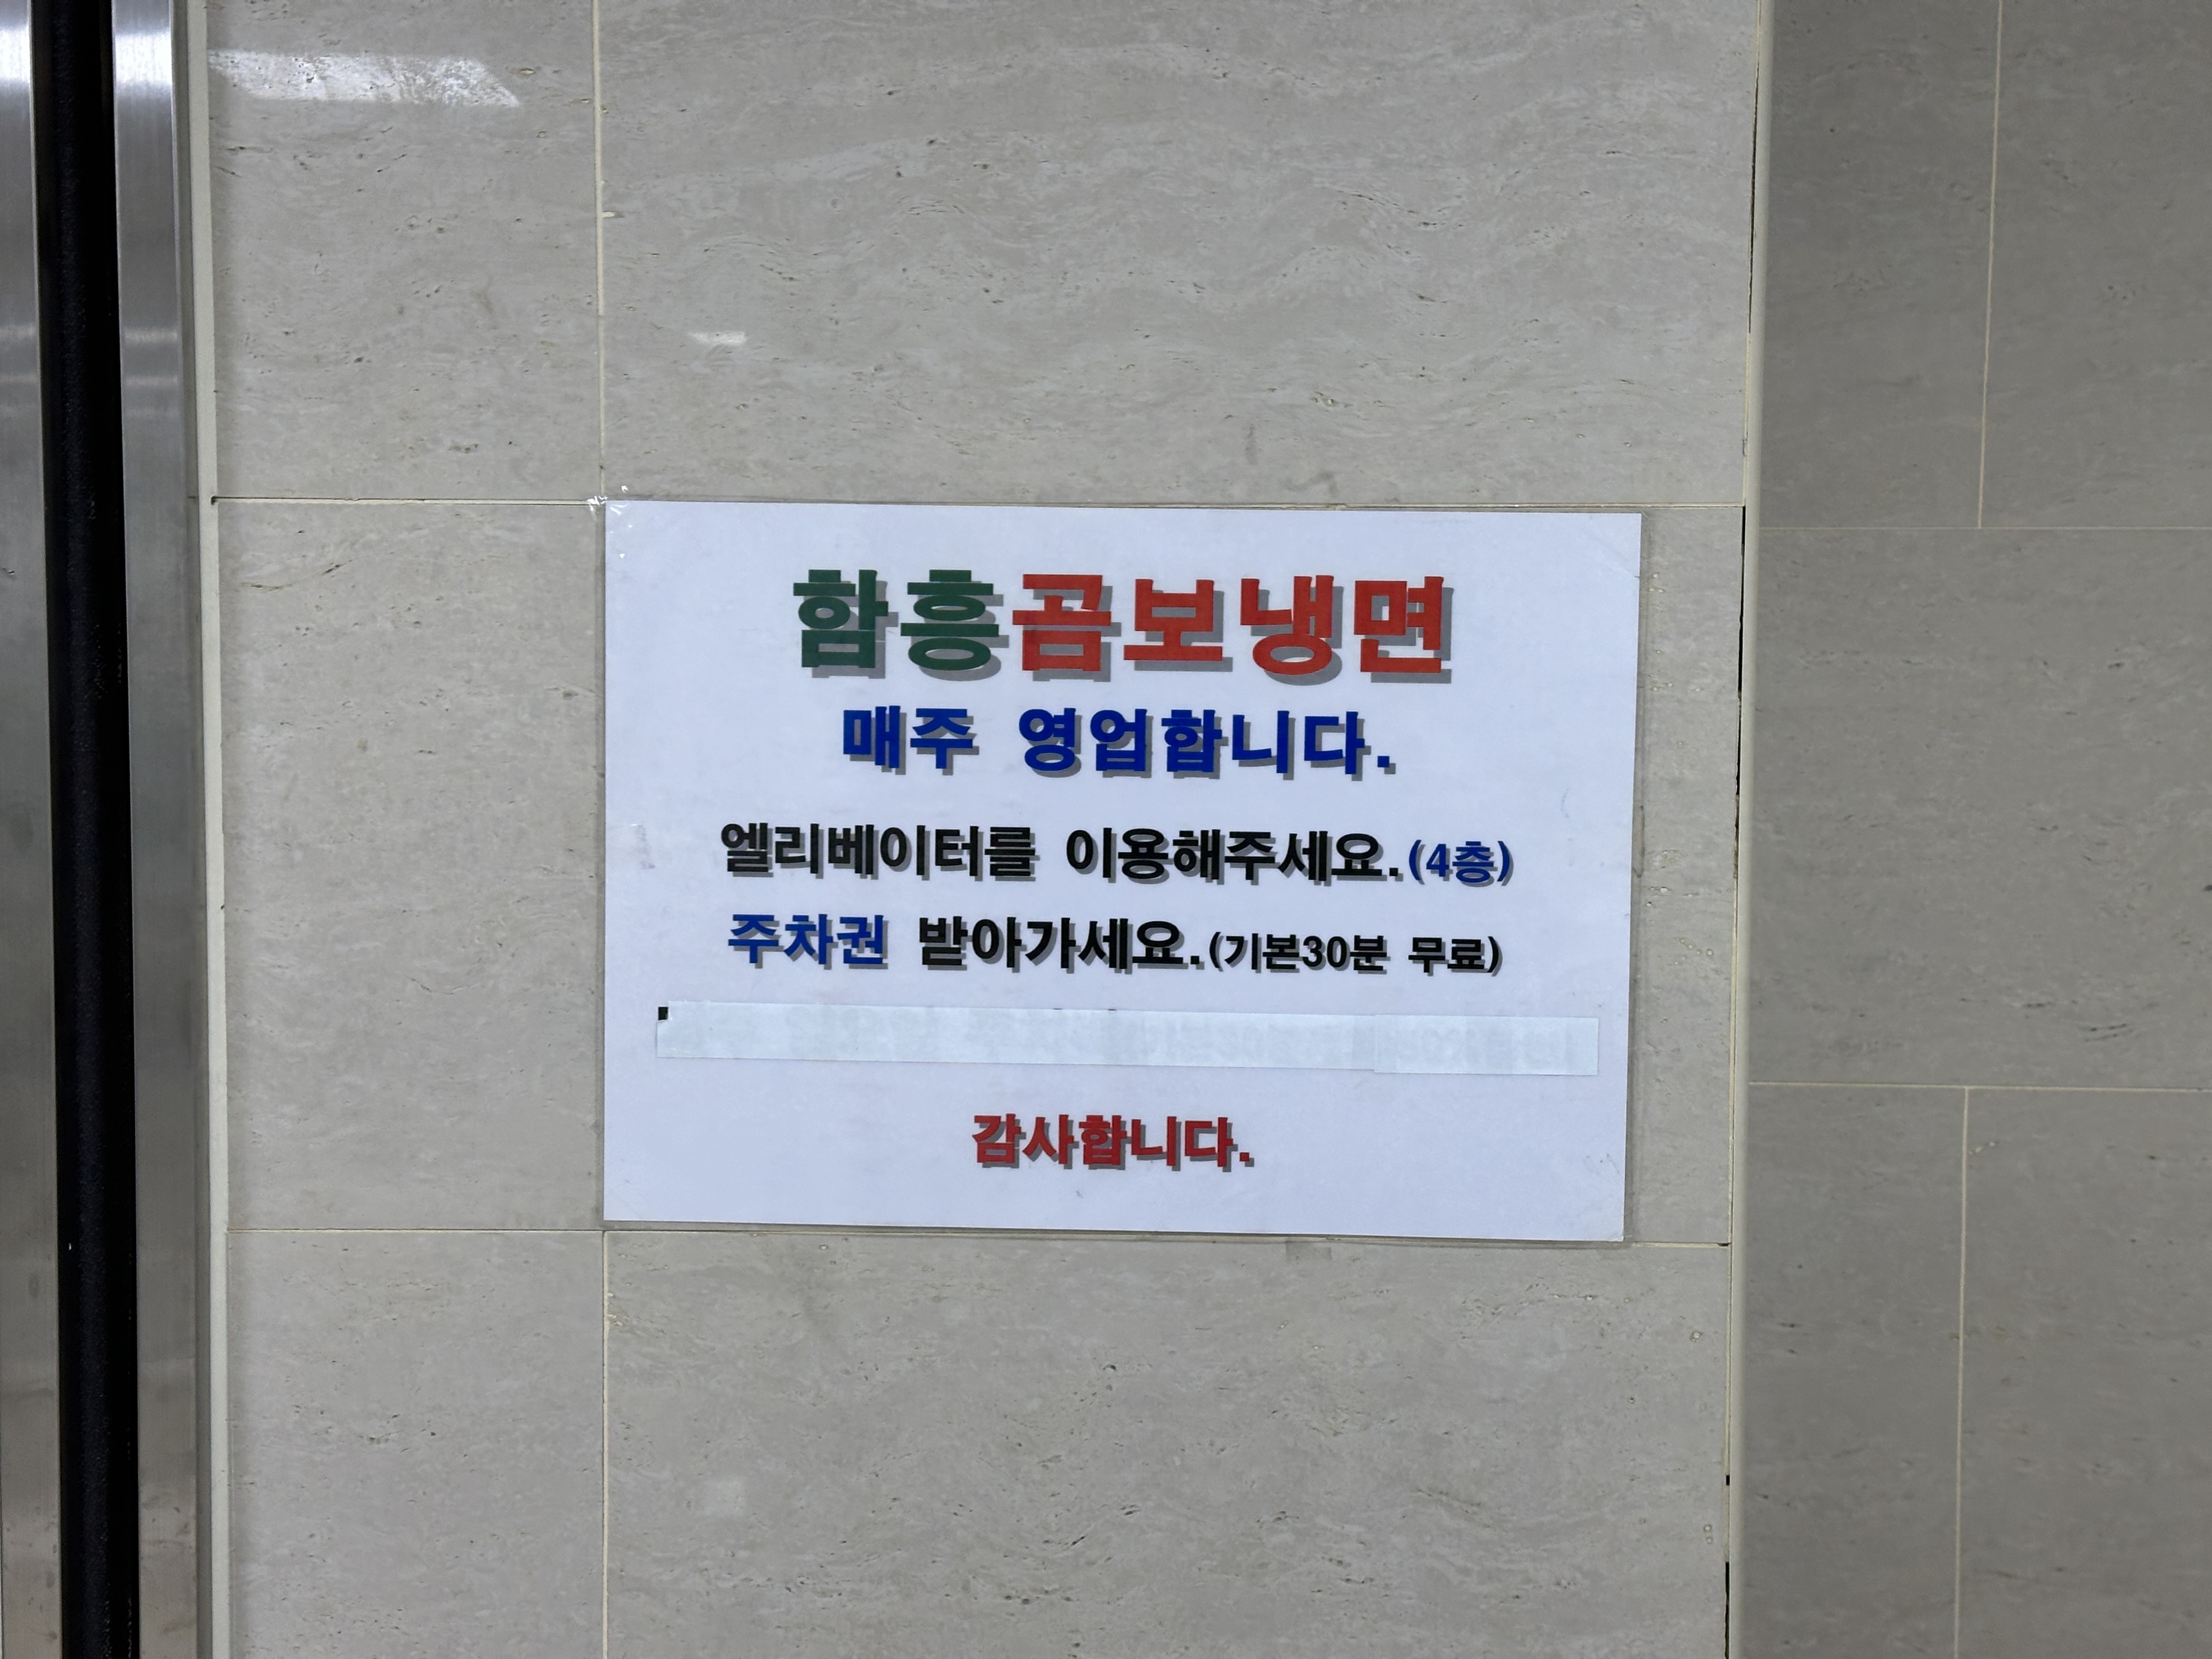 함흥곰보냉면
매주 영업합니다.
엘리베이터를 이용해주세요.(4층)
주차권 받아가세요.(기본30분 무료)
감사합니다.